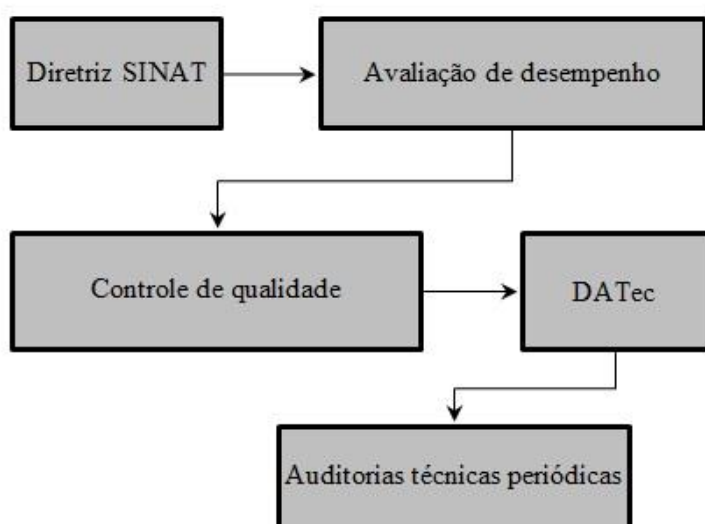 Diretriz SINAT
Avaliação de desempenho
Controle de qualidade
DATec
Auditorias técnicas periódicas